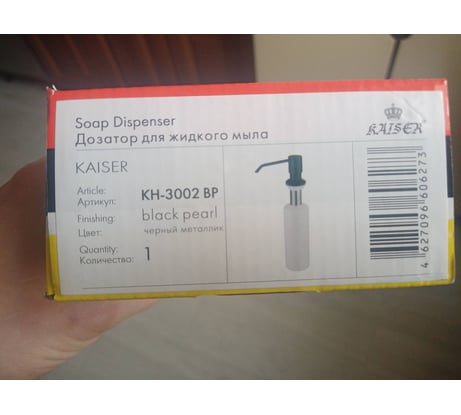 Soap Dispenser
Дозатор для жидкого мыла
KAISER
KAISER
Article:
Артикул: KH-3002 BP
Finishing: black pearl
Цвет: черный металлик
Quantity:
Количество: 1
4 627096 606273